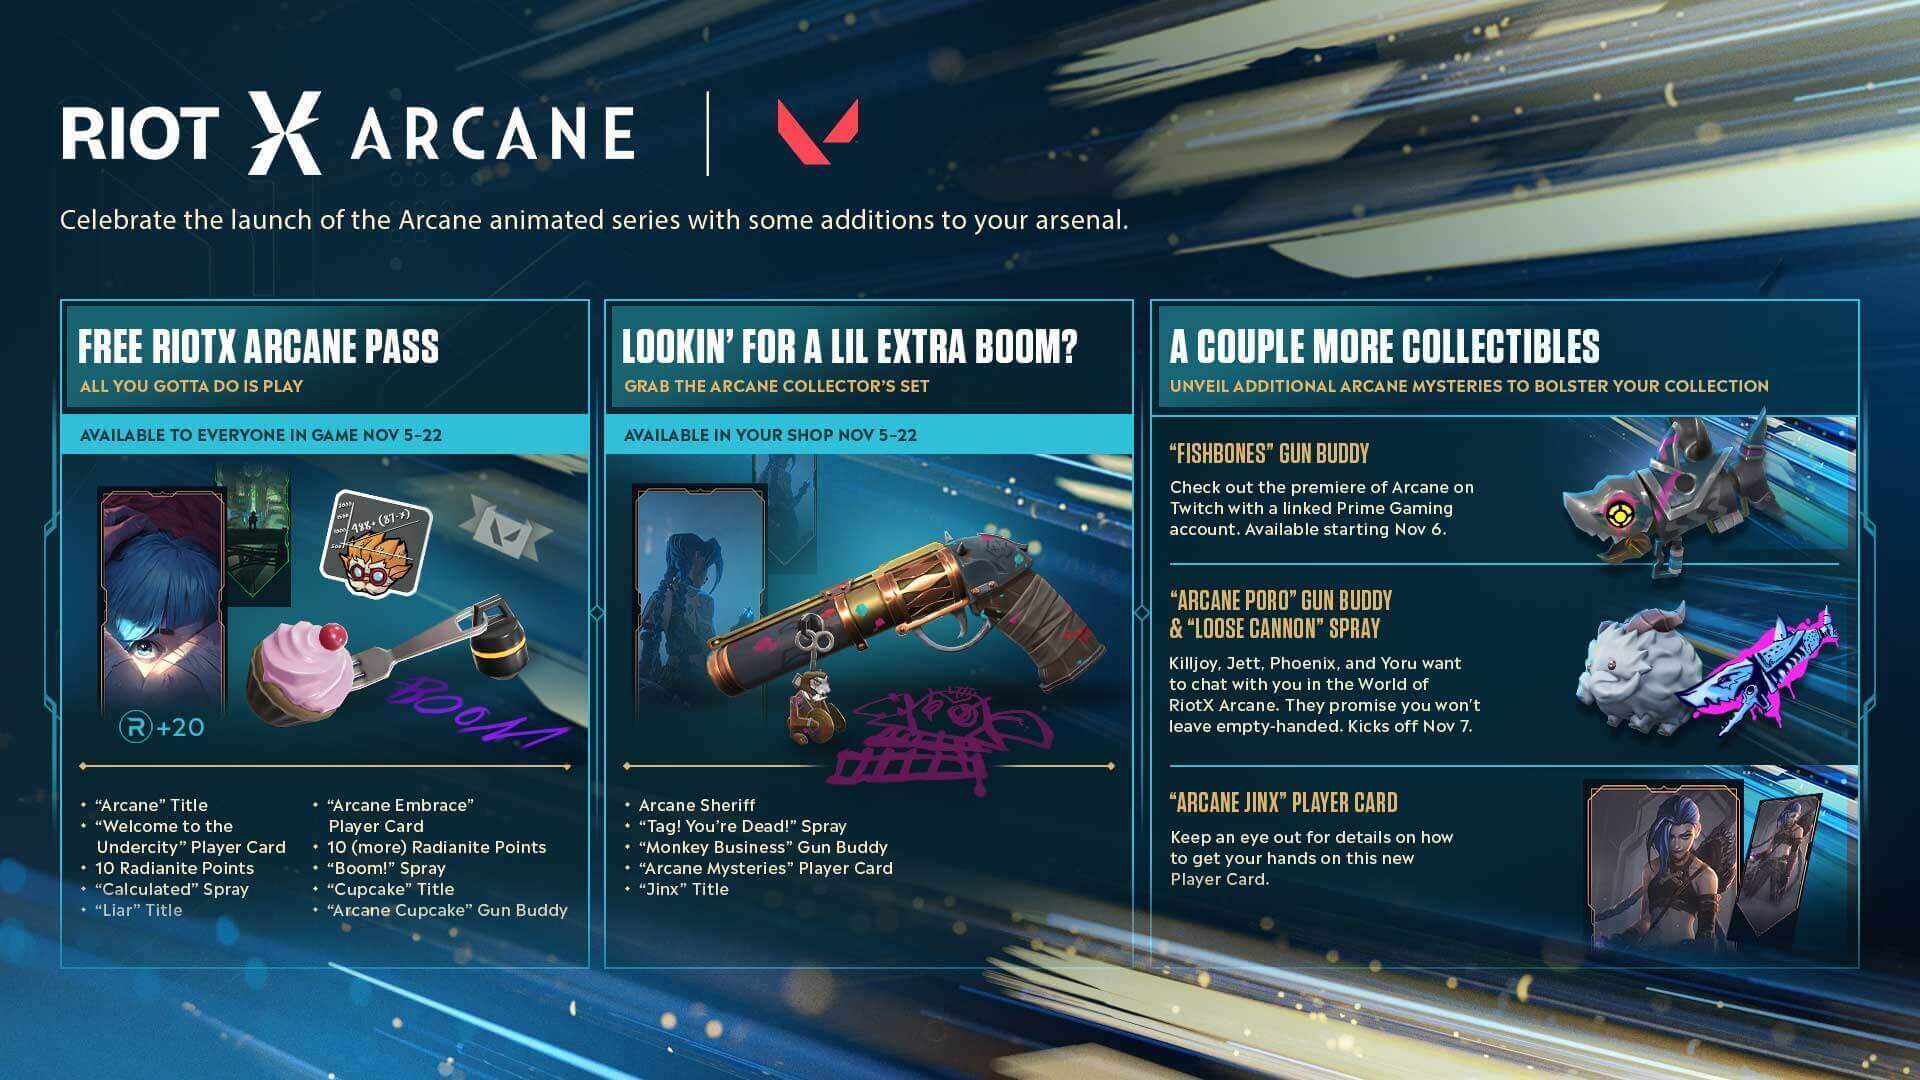 RIOT X ARCANE
Celebrate the launch of the Arcane animated series with some additions to your arsenal.
FREE RIOTX ARCANE PASS
ALL YOU GOTTA DO IS PLAY
AVAILABLE TO EVERYONE IN GAME NOV 5-22
488÷(87-x)
BOOM
R +20
• “Arcane” Title
• “Welcome to the
Undercity” Player Card
• 10 Radianite Points
• “Calculated” Spray
• “Liar” Title
• “Arcane Embrace”
Player Card
• 10 (more) Radianite Points
• “Boom!” Spray
• “Cupcake” Title
• “Arcane Cupcake” Gun Buddy
LOOKIN’ FOR A LIL EXTRA BOOM?
GRAB THE ARCANE COLLECTOR’S SET
AVAILABLE IN YOUR SHOP NOV 5-22
• Arcane Sheriff
• “Tag! You’re Dead!” Spray
• “Monkey Business” Gun Buddy
• “Arcane Mysteries” Player Card
• “Jinx” Title
A COUPLE MORE COLLECTIBLES
UNVEIL ADDITIONAL ARCANE MYSTERIES TO BOLSTER YOUR COLLECTION
“FISHBONES” GUN BUDDY
Check out the premiere of Arcane on
Twitch with a linked Prime Gaming
account. Available starting Nov 6.
“ARCANE PORO” GUN BUDDY
& “LOOSE CANNON” SPRAY
Killjoy, Jett, Phoenix, and Yoru want
to chat with you in the World of
RiotX Arcane. They promise you won’t
leave empty-handed. Kicks off Nov 7.
“ARCANE JINX” PLAYER CARD
Keep an eye out for details on how
to get your hands on this new
Player Card.